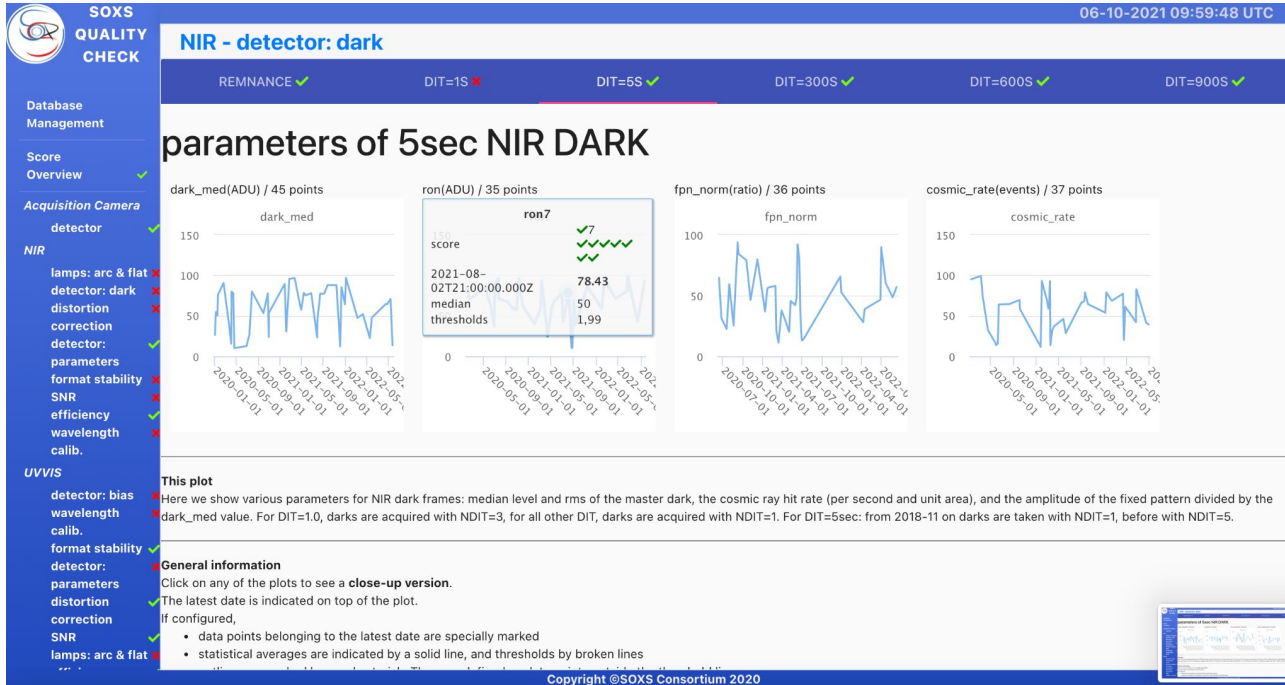 SOXS
QUALITY
CHECK
06-10-2021 09:59:48 UTC
NIR - detector: dark
REMNANCE ✓ DIT=1S ✗ DIT=5S ✓ DIT=300S ✓ DIT=600S ✓ DIT=900S ✓
Database
Management
Score
Overview ✓
Acquisition Camera
detector ✓
NIR
lamps: arc & flat ✗
detector: dark ✗
distortion ✗
correction
detector: ✓
parameters
format stability ✗
SNR ✗
efficiency ✓
wavelength ✗
calib.
UVVIS
detector: bias ✗
wavelength ✗
calib.
format stability ✓
detector: ✗
parameters
distortion ✓
correction
SNR ✓
lamps: arc & flat ✗
parameters of 5sec NIR DARK
dark_med(ADU) / 45 points
dark_med
150
100
50
0
2020-01-01
2020-05-01
2020-09-01
2021-01-01
2021-05-01
2021-09-01
2022-01-01
2022-05-
202
ron(ADU) / 35 points
ron7
✓7
score ✓✓✓✓✓
✓✓
2021-08-
02T21:00:00.000Z 78.43
median 50
thresholds 1,99
150
0
2020-05-01
2020-09-01
2021-01-01
2021-05-01
2021-09-01
2022-01-01
2022-05-
202
fpn_norm(ratio) / 36 points
fpn_norm
100
50
0
2020-07-01
2020-10-01
2021-01-01
2021-04-01
2021-07-01
2021-10-01
2022-01-01
2022-04-01
cosmic_rate(events) / 37 points
cosmic_rate
150
100
50
0
2020-05-01
2020-09-01
2021-01-01
2021-05-01
2021-09-01
2022-01-01
2022-05-
202
This plot
Here we show various parameters for NIR dark frames: median level and rms of the master dark, the cosmic ray hit rate (per second and unit area), and the amplitude of the fixed pattern divided by the
dark_med value. For DIT=1.0, darks are acquired with NDIT=3, for all other DIT, darks are acquired with NDIT=1. For DIT=5sec: from 2018-11 on darks are taken with NDIT=1, before with NDIT=5.
General information
Click on any of the plots to see a close-up version.
The latest date is indicated on top of the plot.
If configured,
• data points belonging to the latest date are specially marked
• statistical averages are indicated by a solid line, and thresholds by broken lines
Copyright ©SOXS Consortium 2020